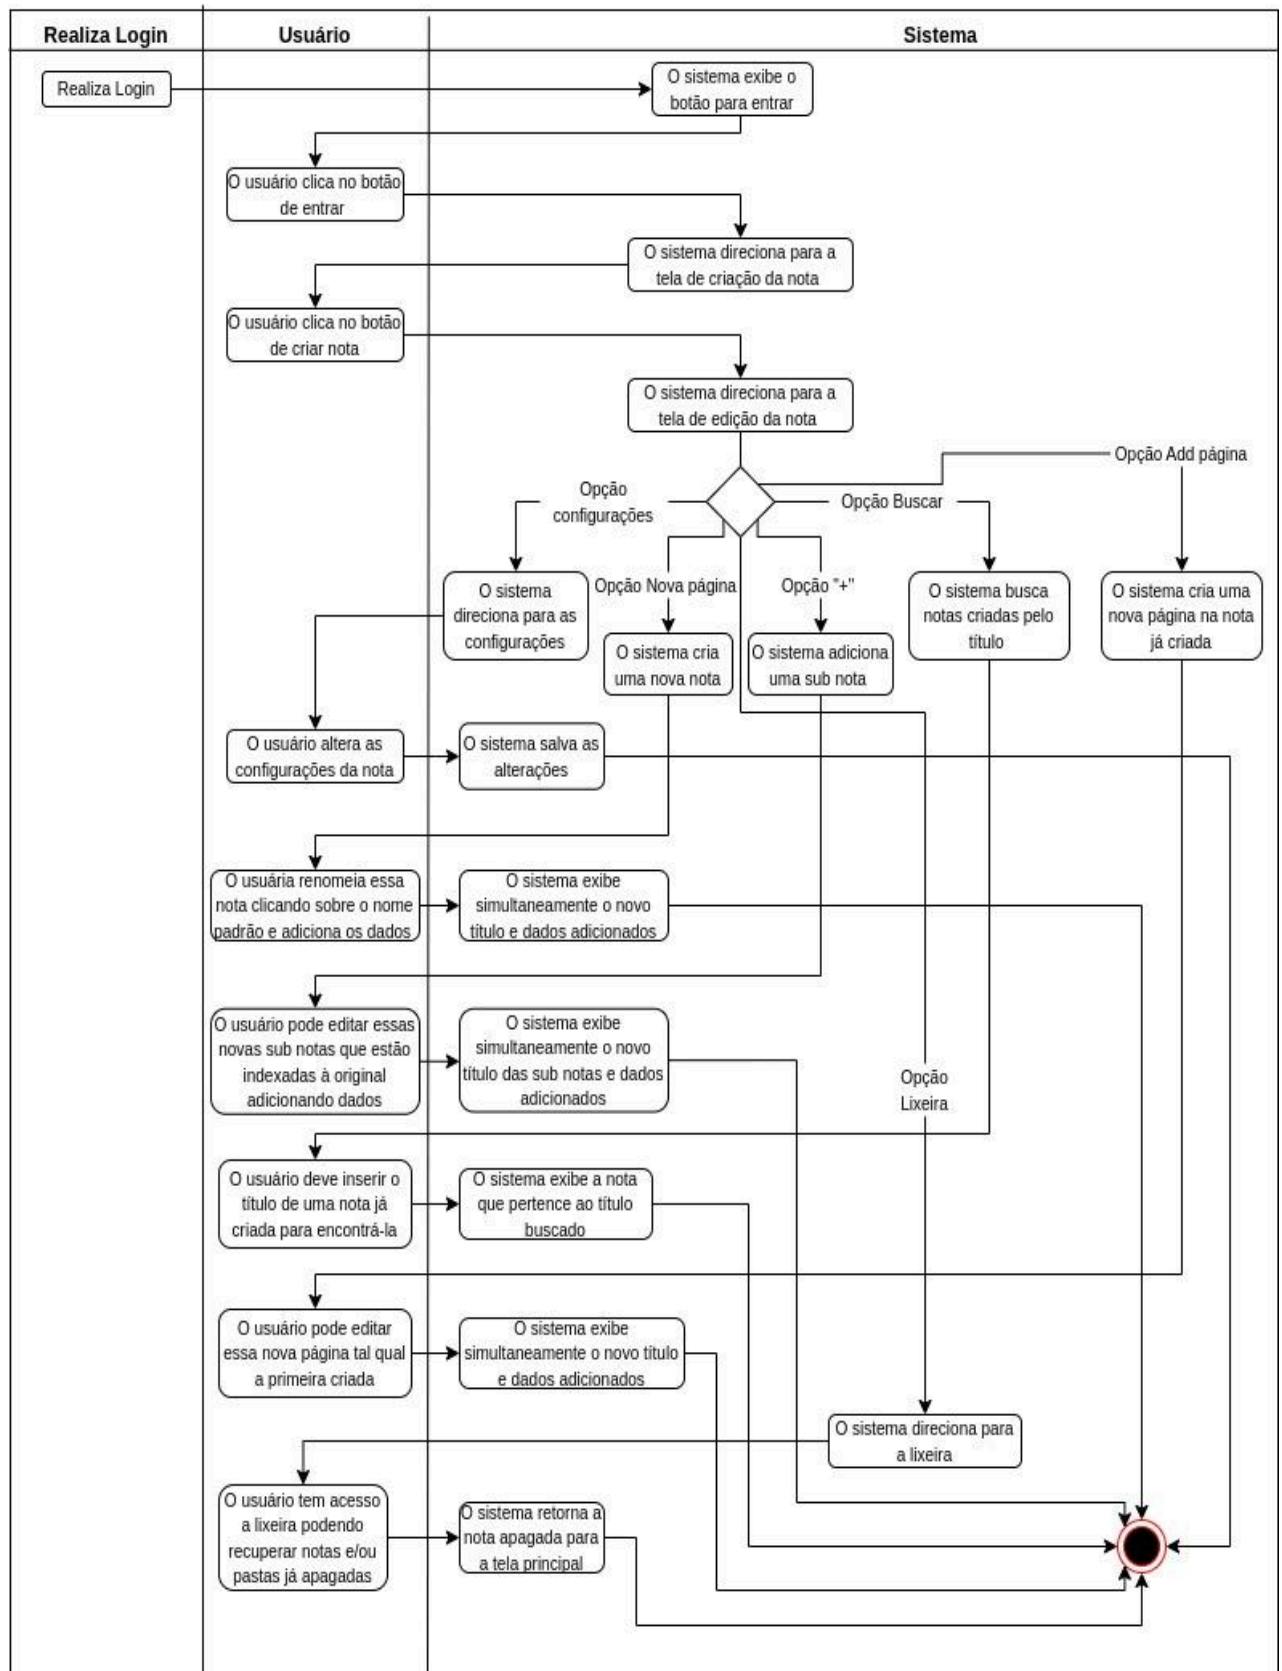 Realiza Login
Usuário
Sistema
Realiza Login
O sistema exibe o
botão para entrar
O usuário clica no botão
de entrar
O sistema direciona para a
tela de criação da nota
O usuário clica no botão
de criar nota
O sistema direciona para a
tela de edição da nota
Opção Add página
Opção
configurações
Opção Buscar
Opção Nova página
Opção "+"
O sistema
direciona para as
configurações
O sistema busca
notas criadas pelo
título
O sistema cria uma
nova página na nota
já criada
O sistema cria
uma nova nota
O sistema adiciona
uma sub nota
O usuário altera as
configurações da nota
O sistema salva as
alterações
O usuária renomeia essa
nota clicando sobre o nome
padrão e adiciona os dados
O sistema exibe
simultaneamente o novo
título e dados adicionados
O usuário pode editar essas
novas sub notas que estão
indexadas à original
adicionando dados
O sistema exibe
simultaneamente o novo
título das sub notas e dados
adicionados
Opção
Lixeira
O usuário deve inserir o
título de uma nota já
criada para encontrá-la
O sistema exibe a nota
que pertence ao título
buscado
O usuário pode editar
essa nova página tal qual
a primeira criada
O sistema exibe
simultaneamente o novo título
e dados adicionados
O sistema direciona para
a lixeira
O usuário tem acesso
a lixeira podendo
recuperar notas e/ou
pastas já apagadas
O sistema retorna a
nota apagada para
a tela principal